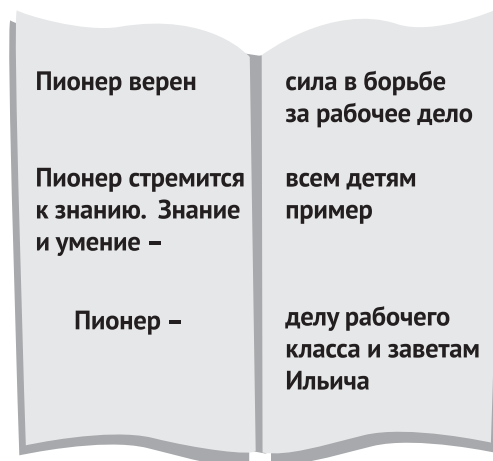 Пионер верен
Пионер стремится
к знанию. Знание
и умение –
Пионер –
сила в борьбе
за рабочее дело
всем детям
пример
делу рабочего
класса и заветам
Ильича